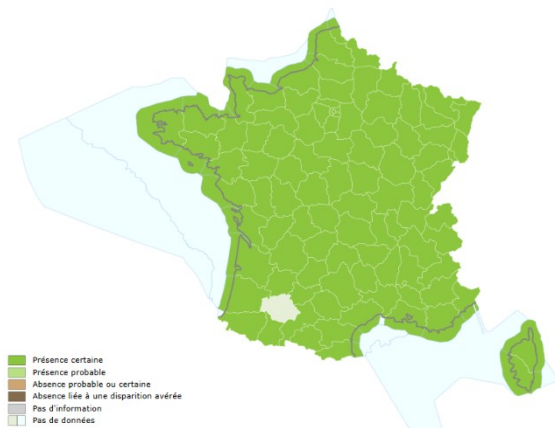 Présence certaine
Présence probable
Absence probable ou certaine
Absence liée à une disparition avérée
Pas d'information
Pas de données